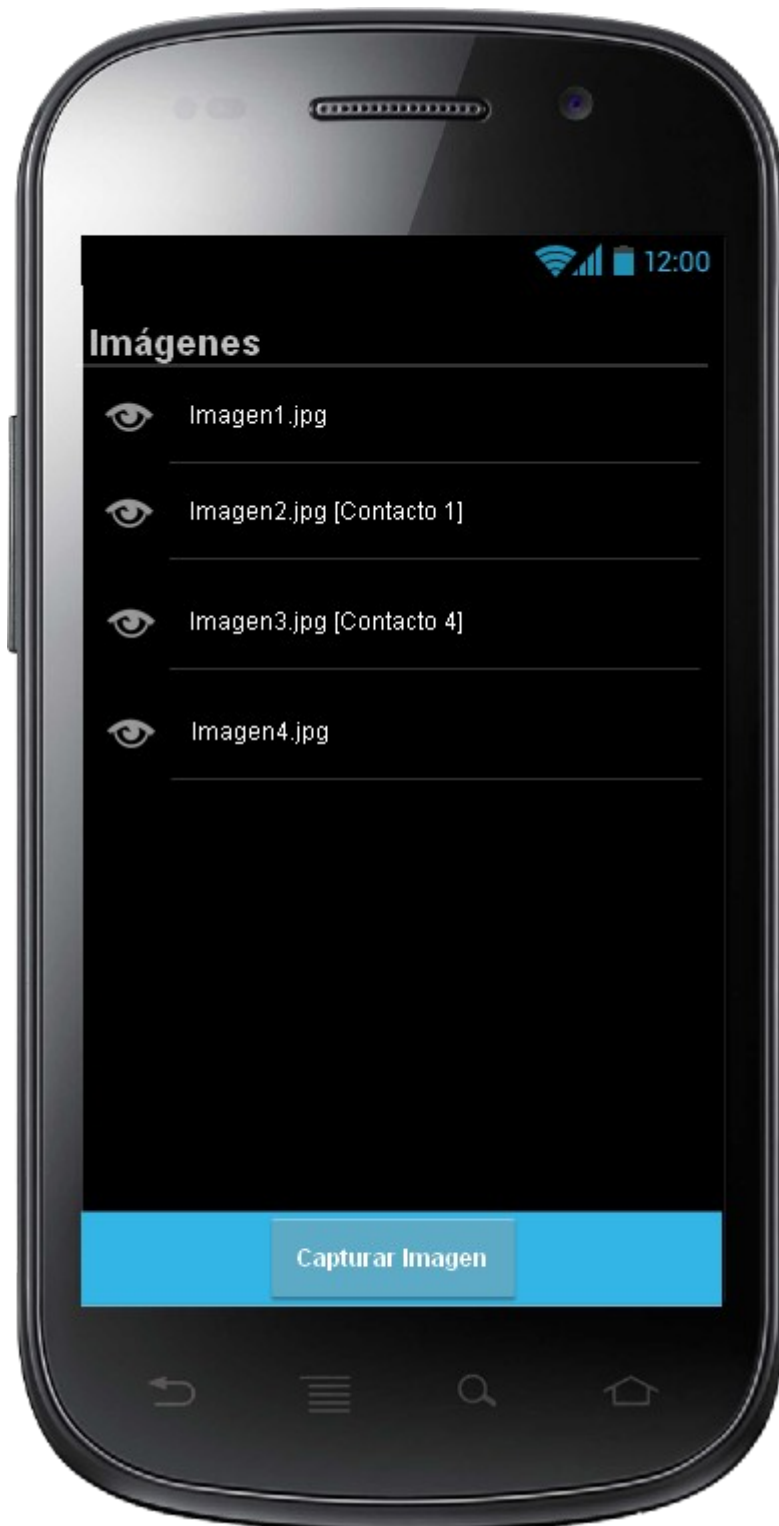 12:00
Imágenes
Imagen1.jpg
Imagen2.jpg [Contacto 1]
Imagen3.jpg [Contacto 4]
Imagen4.jpg
Capturar Imagen